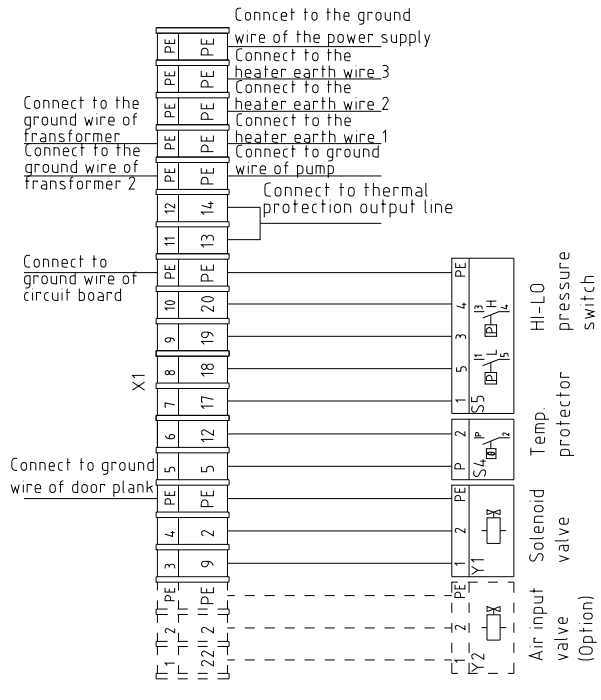 Conncet to the ground
wire of the power supply
Connect to the
heater earth wire 3
Connect to the
heater earth wire 2
Connect to the
heater earth wire 1
Connect to ground
wire of pump
Connect to the
ground wire of
transformer
Connect to the
ground wire of
transformer 2
Connect to thermal
protection output line
Connect to
ground wire of
circuit board
Connect to ground
wire of door plank
X1
PE PE
PE PE
PE PE
PE PE
PE PE
12 14
11 13
PE PE
10 20
9 19
8 18
7 17
6 12
5 5
PE PE
4 2
3 9
PE PE
2 2
1 22
PE
4
3
5
1
S5
P
13
H
14
P
11
L
15
HI-LO
pressure
switch
2
P
S4
P
θ
12
Temp.
protector
PE
2
1
Y1
Solenoid
valve
PE
2
1
Y2
Air input
valve
(Option)